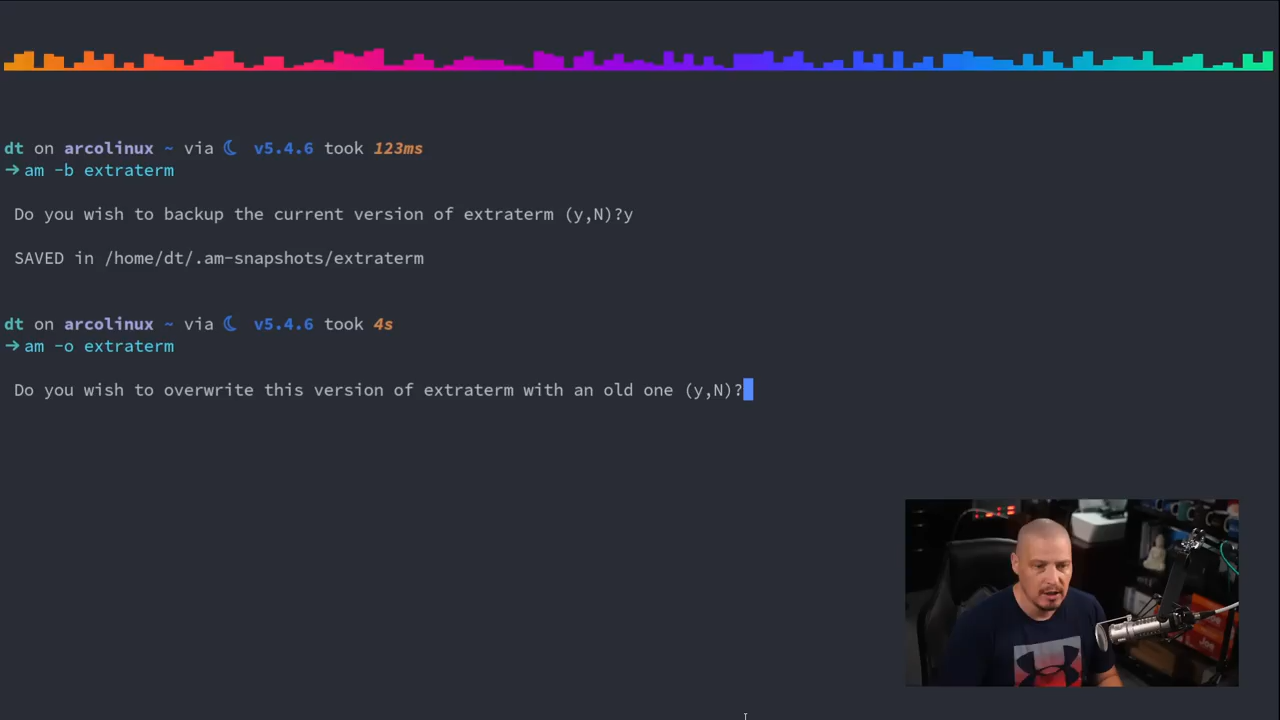 dt on arcolinux ~ via ☾ v5.4.6 took 123ms
→ am -b extraterm
Do you wish to backup the current version of extraterm (y,N)?y
SAVED in /home/dt/.am-snapshots/extraterm
dt on arcolinux ~ via ☾ v5.4.6 took 4s
→ am -o extraterm
Do you wish to overwrite this version of extraterm with an old one (y,N)?